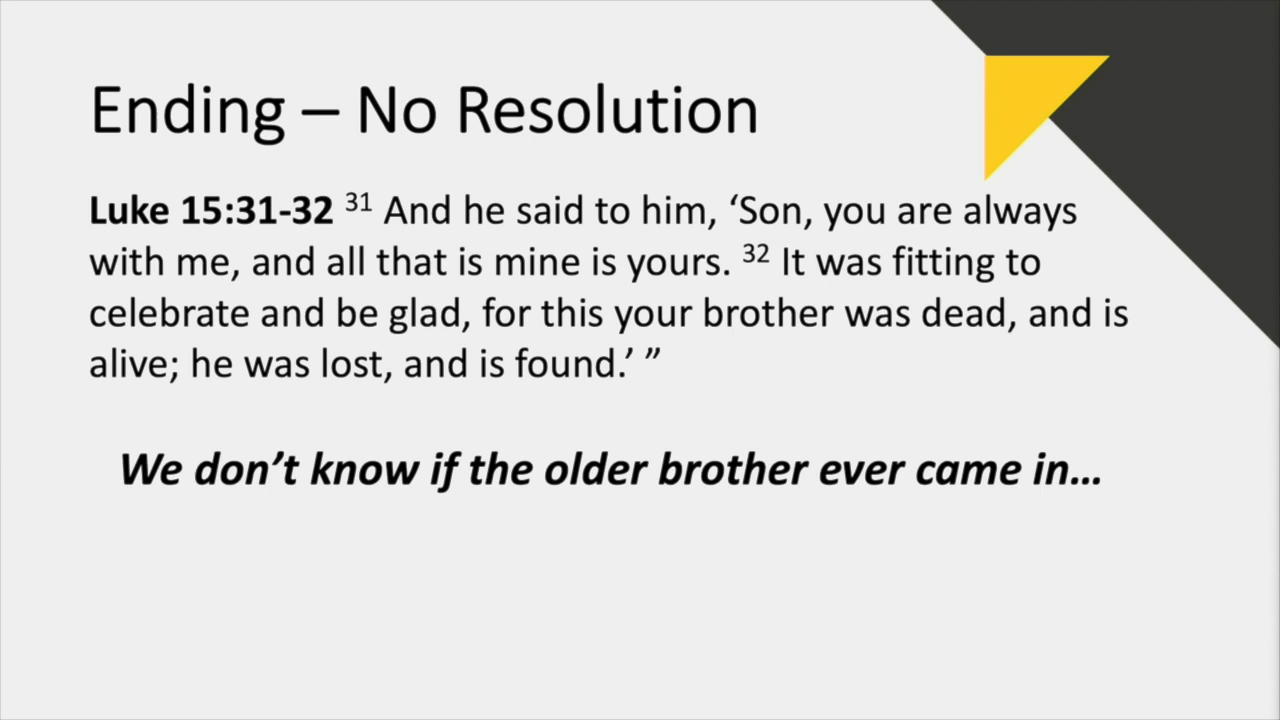 Ending – No Resolution
Luke 15:31-32 ³¹ And he said to him, ‘Son, you are always
with me, and all that is mine is yours. ³² It was fitting to
celebrate and be glad, for this your brother was dead, and is
alive; he was lost, and is found.’ ”
We don’t know if the older brother ever came in…